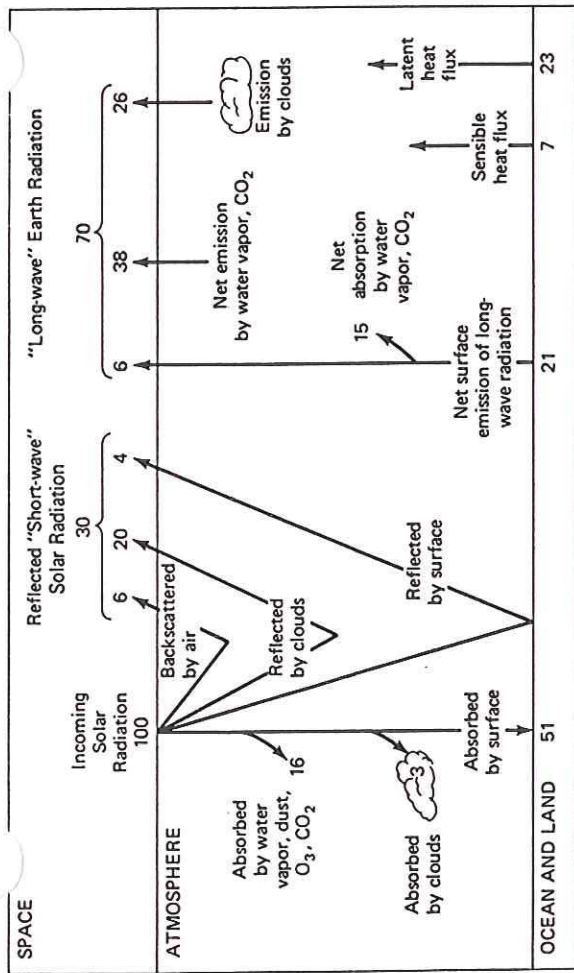 SPACE
Incoming
Solar
Radiation
100
Reflected "Short-wave"
Solar Radiation
30
6
20
4
"Long-wave" Earth Radiation
70
6
38
26
ATMOSPHERE
Backscattered
by air
Reflected
by clouds
Reflected
by surface
Absorbed
by water
vapor, dust,
O3, CO2
16
Absorbed
by clouds
3
Absorbed
by surface
Net emission
by water vapor, CO2
Emission
by clouds
15
Net
absorption
by water
vapor, CO2
Net surface
emission of long-
wave radiation
Sensible
heat flux
Latent
heat flux
OCEAN AND LAND
51
21
7
23